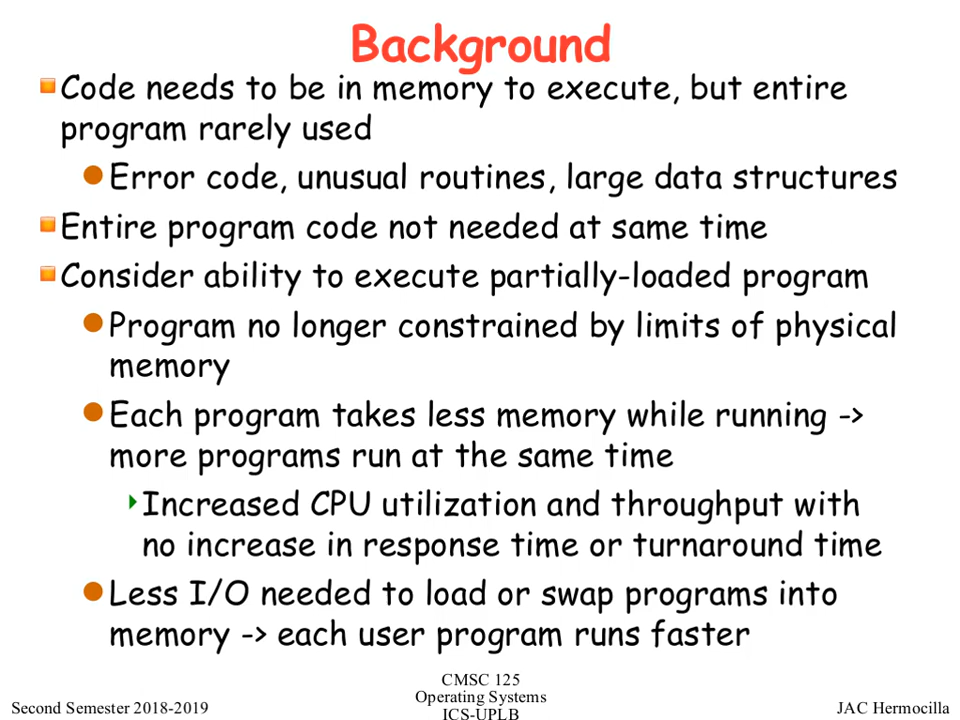 Background
Code needs to be in memory to execute, but entire
program rarely used
Error code, unusual routines, large data structures
Entire program code not needed at same time
Consider ability to execute partially-loaded program
Program no longer constrained by limits of physical
memory
Each program takes less memory while running ->
more programs run at the same time
Increased CPU utilization and throughput with
no increase in response time or turnaround time
Less I/O needed to load or swap programs into
memory -> each user program runs faster
Second Semester 2018-2019
CMSC 125
Operating Systems
ICS-UPLB
JAC Hermocilla